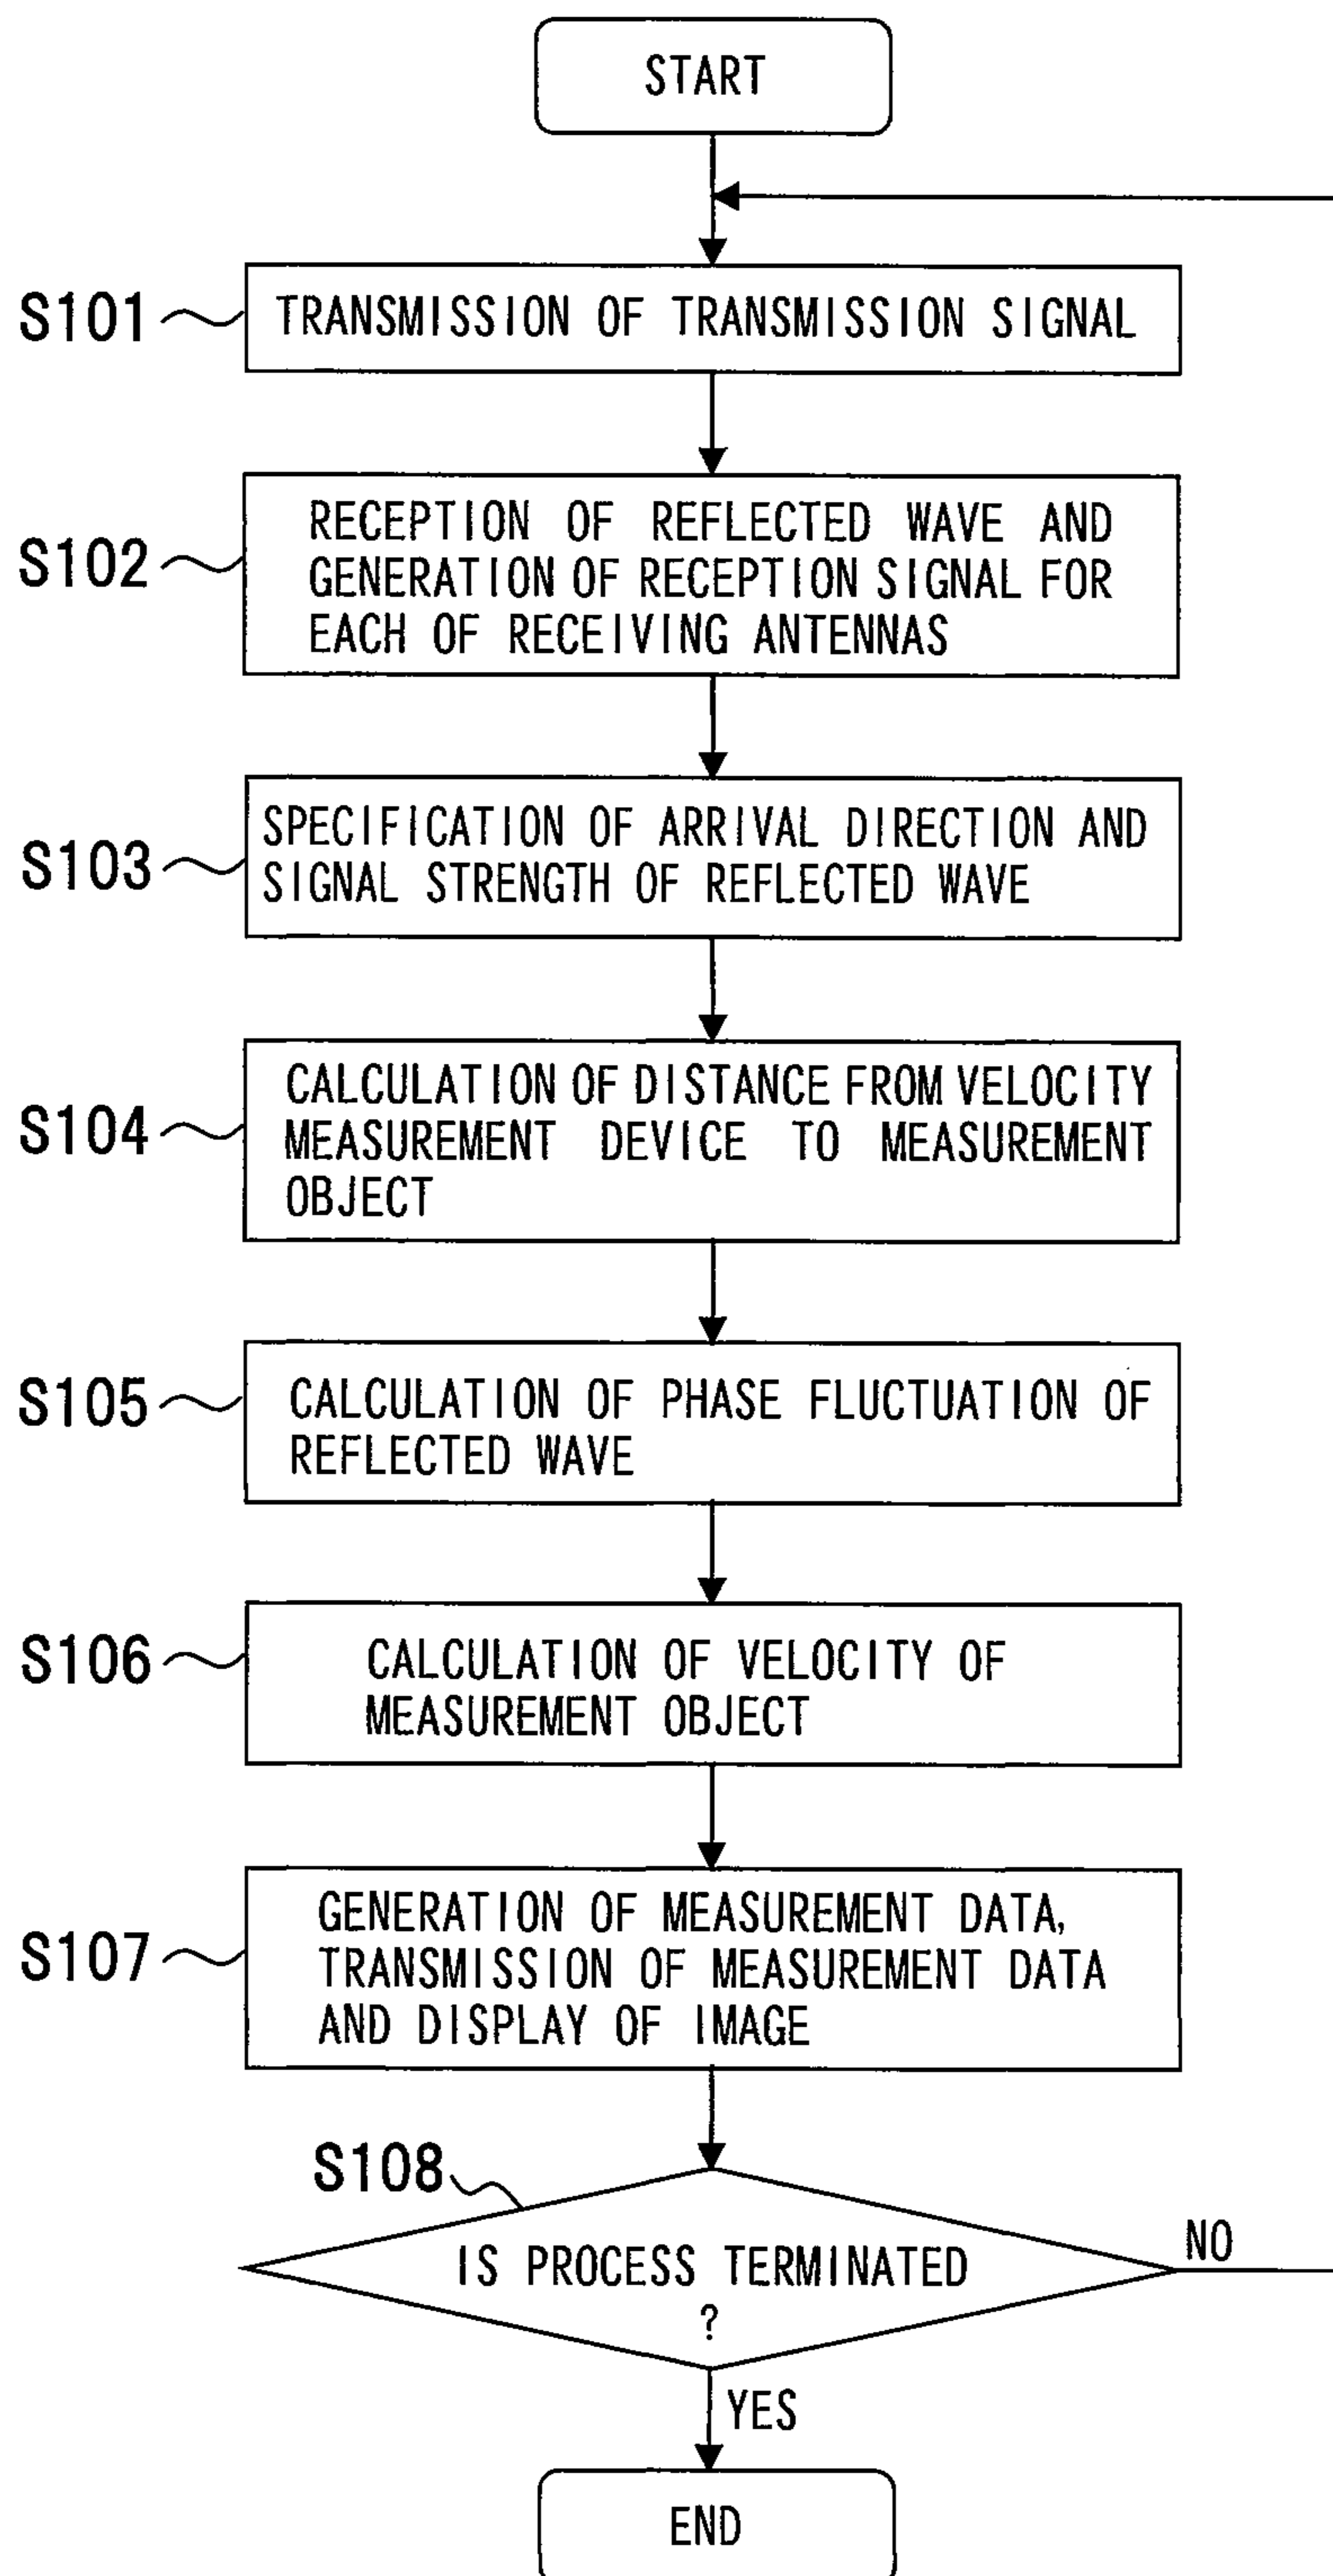 START
S101
TRANSMISSION OF TRANSMISSION SIGNAL
S102
RECEPTION OF REFLECTED WAVE AND
GENERATION OF RECEPTION SIGNAL FOR
EACH OF RECEIVING ANTENNAS
S103
SPECIFICATION OF ARRIVAL DIRECTION AND
SIGNAL STRENGTH OF REFLECTED WAVE
S104
CALCULATION OF DISTANCE FROM VELOCITY
MEASUREMENT DEVICE TO MEASUREMENT
OBJECT
S105
CALCULATION OF PHASE FLUCTUATION OF
REFLECTED WAVE
S106
CALCULATION OF VELOCITY OF
MEASUREMENT OBJECT
S107
GENERATION OF MEASUREMENT DATA,
TRANSMISSION OF MEASUREMENT DATA
AND DISPLAY OF IMAGE
S108
IS PROCESS TERMINATED
?
NO
YES
END